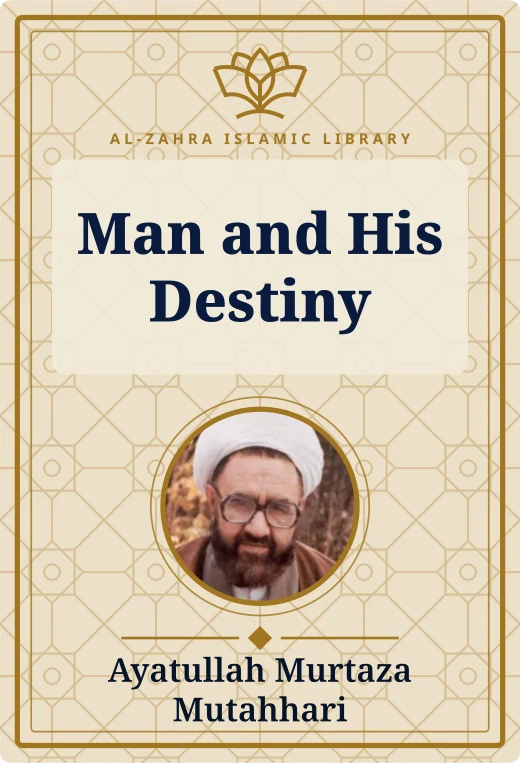 AL-ZAHRA ISLAMIC LIBRARY
Man and His
Destiny
Ayatullah Murtaza
Mutahhari